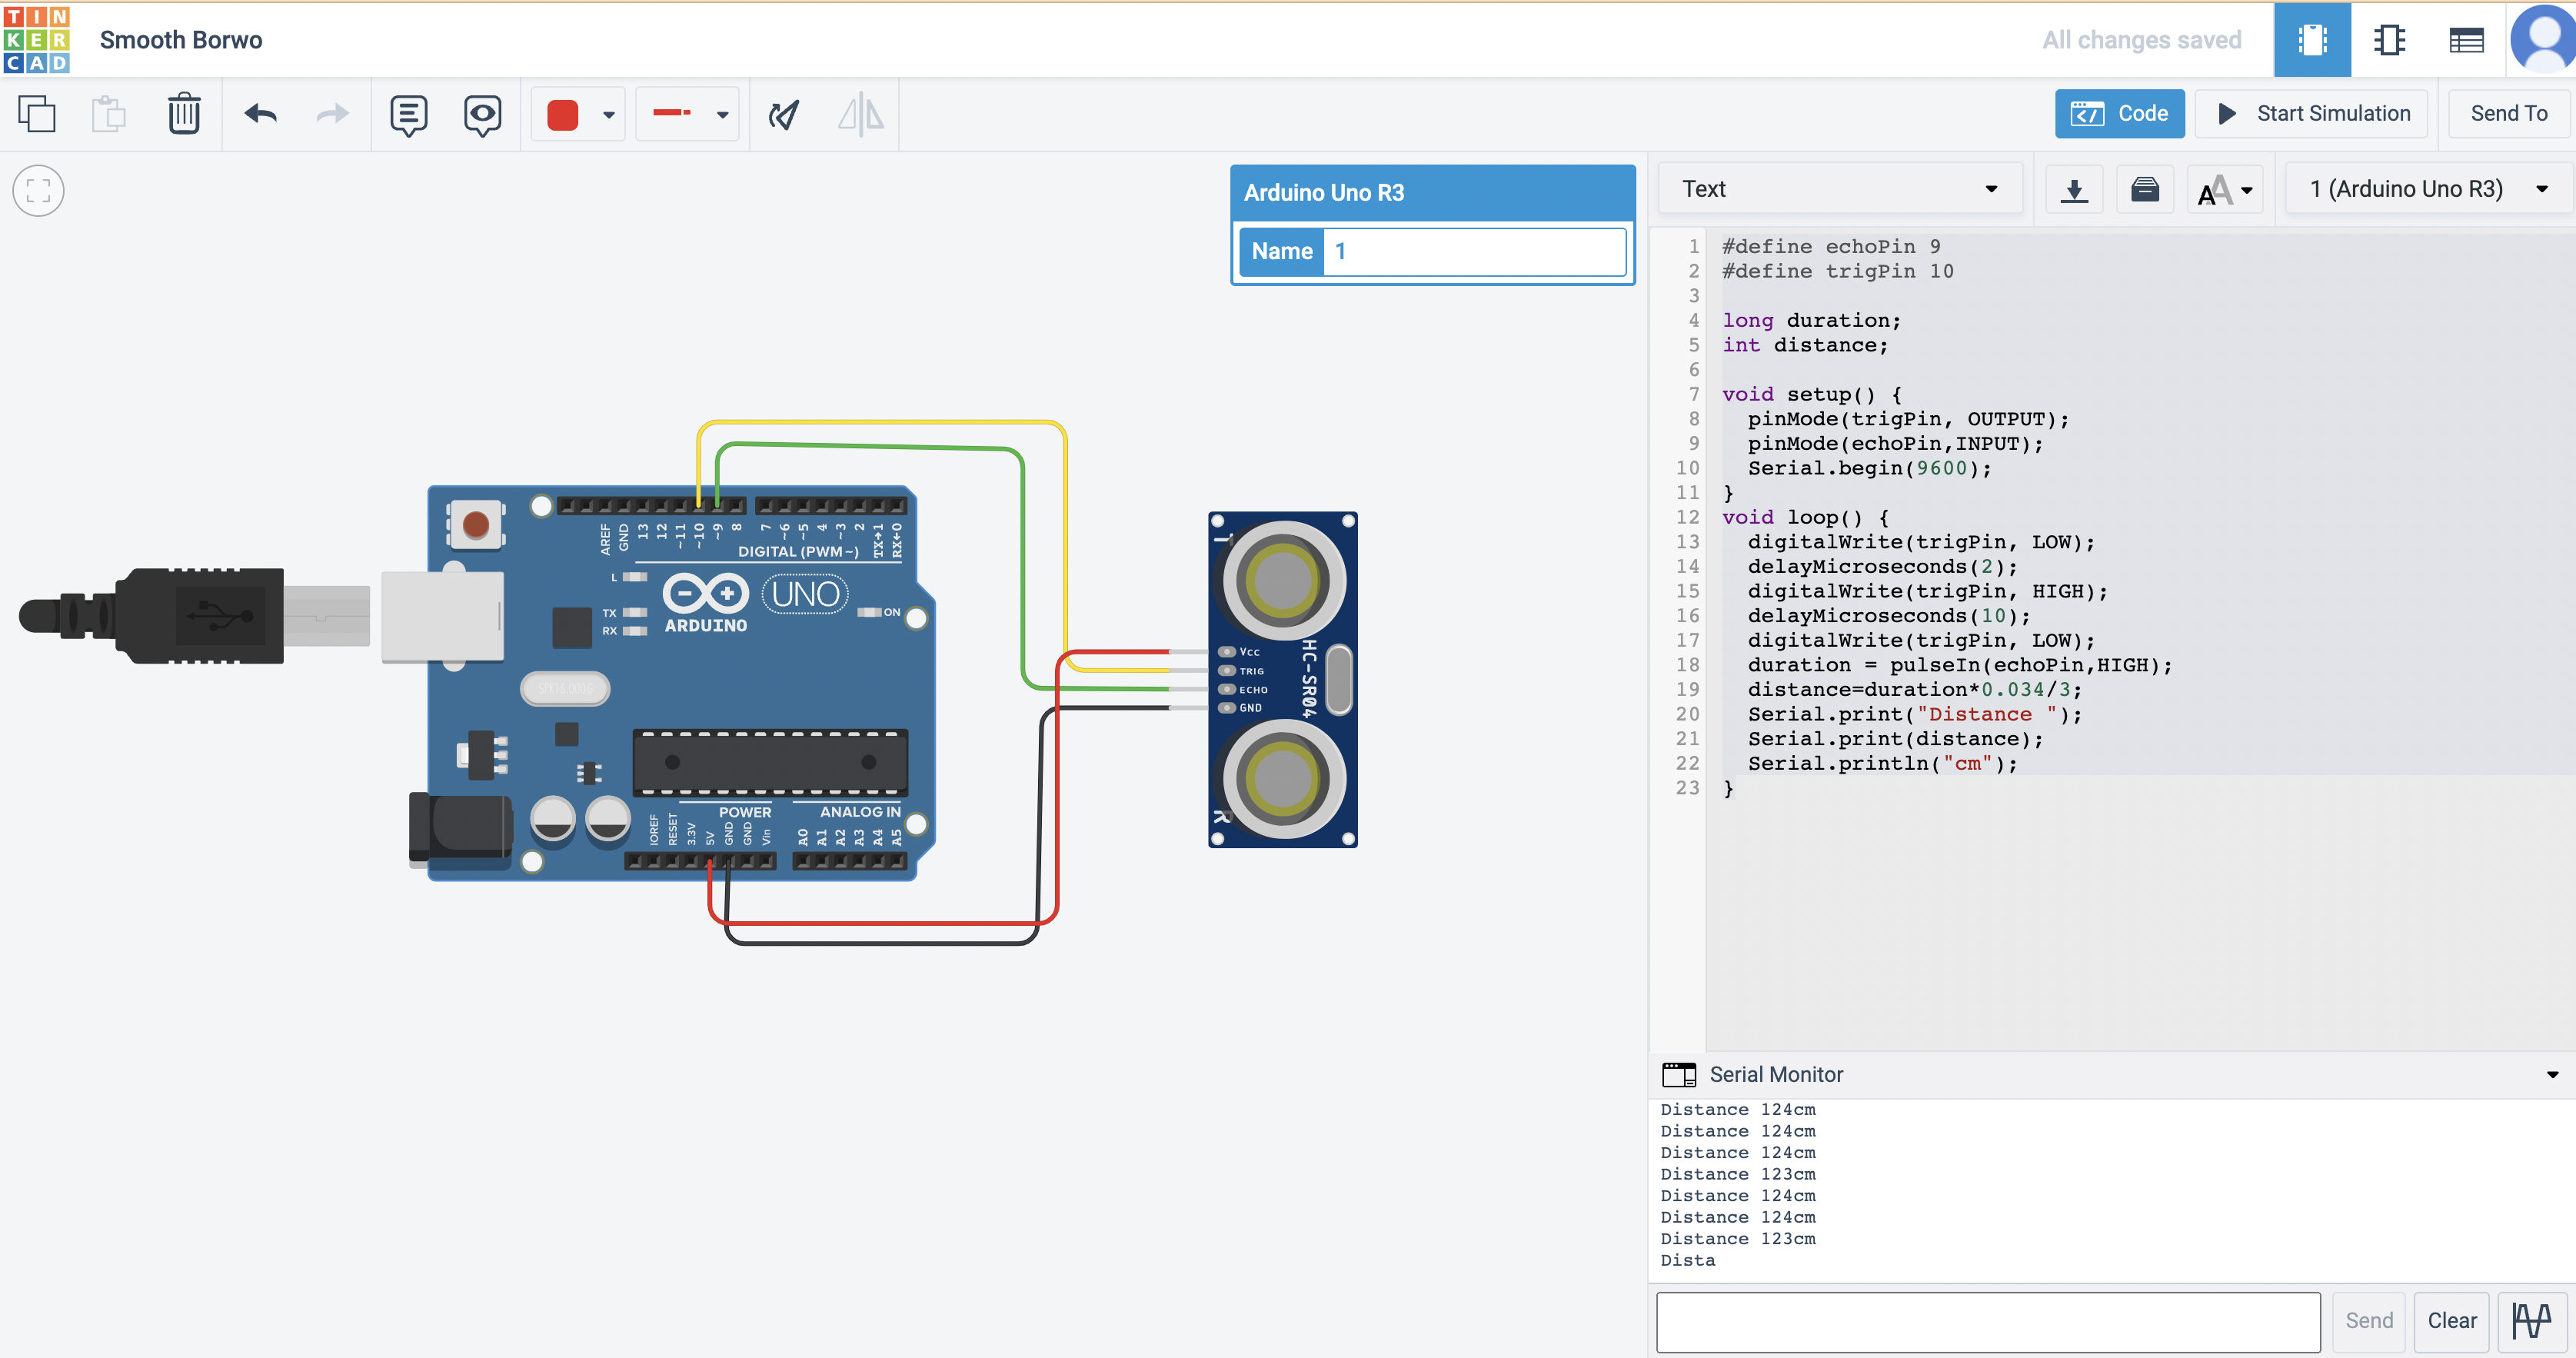 TIN
KER
CAD
Smooth Borwo
All changes saved
Code
Start Simulation
Send To
Arduino Uno R3
Name 1
Text
AA
1 (Arduino Uno R3)
1 #define echoPin 9
2 #define trigPin 10
3
4 long duration;
5 int distance;
6
7 void setup() {
8 pinMode(trigPin, OUTPUT);
9 pinMode(echoPin,INPUT);
10 Serial.begin(9600);
11 }
12 void loop() {
13 digitalWrite(trigPin, LOW);
14 delayMicroseconds(2);
15 digitalWrite(trigPin, HIGH);
16 delayMicroseconds(10);
17 digitalWrite(trigPin, LOW);
18 duration = pulseIn(echoPin,HIGH);
19 distance=duration*0.034/3;
20 Serial.print("Distance ");
21 Serial.print(distance);
22 Serial.println("cm");
23 }
AREF GND 13 12 ~11 ~10 ~9 8 7 ~6 ~5 4 ~3 2 TX→1 RX←0
DIGITAL (PWM~)
L
TX
RX
ARDUINO
UNO
ON
SPK16.000G
POWER
ANALOG IN
IOREF RESET 3.3V 5V GND GND Vin A0 A1 A2 A3 A4 A5
T
VCC
TRIG
ECHO
GND
HC-SR04
R
Serial Monitor
Distance 124cm
Distance 124cm
Distance 124cm
Distance 123cm
Distance 124cm
Distance 124cm
Distance 123cm
Dista
Send
Clear